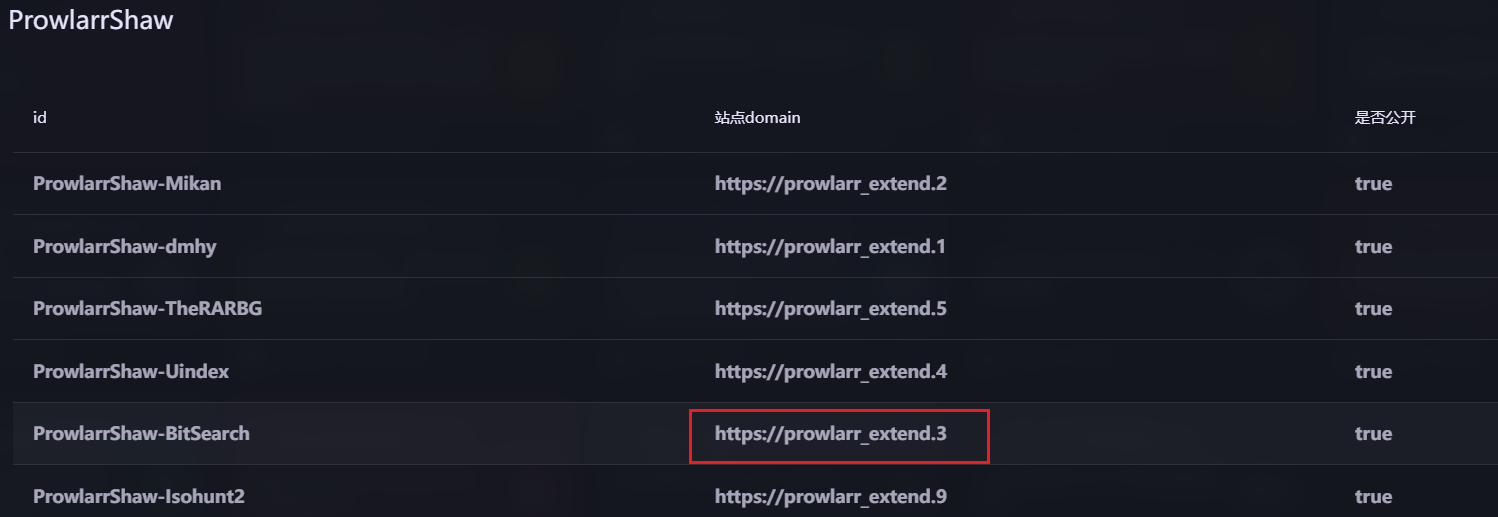 ProwlarrShaw
id 站点domain 是否公开
ProwlarrShaw-Mikan https://prowlarr_extend.2 true
ProwlarrShaw-dmhy https://prowlarr_extend.1 true
ProwlarrShaw-TheRARBG https://prowlarr_extend.5 true
ProwlarrShaw-Uindex https://prowlarr_extend.4 true
ProwlarrShaw-BitSearch https://prowlarr_extend.3 true
ProwlarrShaw-Isohunt2 https://prowlarr_extend.9 true